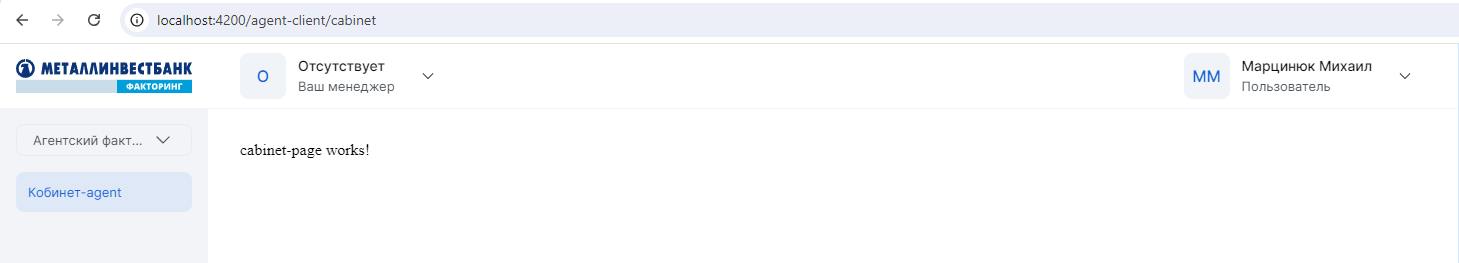 localhost:4200/agent-client/cabinet
МЕТАЛЛИНВЕСТБАНК
ФАКТОРИНГ
О
Отсутствует
Ваш менеджер
ММ
Марцинюк Михаил
Пользователь
Агентский факт...
Кобинет-agent
cabinet-page works!